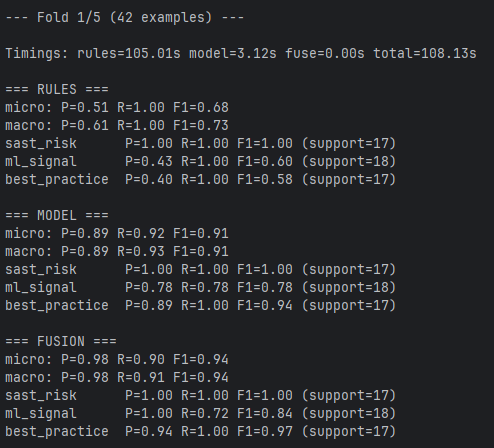 --- Fold 1/5 (42 examples) ---
Timings: rules=105.01s model=3.12s fuse=0.00s total=108.13s
=== RULES ===
micro: P=0.51 R=1.00 F1=0.68
macro: P=0.61 R=1.00 F1=0.73
sast_risk      P=1.00 R=1.00 F1=1.00 (support=17)
ml_signal      P=0.43 R=1.00 F1=0.60 (support=18)
best_practice  P=0.40 R=1.00 F1=0.58 (support=17)
=== MODEL ===
micro: P=0.89 R=0.92 F1=0.91
macro: P=0.89 R=0.93 F1=0.91
sast_risk      P=1.00 R=1.00 F1=1.00 (support=17)
ml_signal      P=0.78 R=0.78 F1=0.78 (support=18)
best_practice  P=0.89 R=1.00 F1=0.94 (support=17)
=== FUSION ===
micro: P=0.98 R=0.90 F1=0.94
macro: P=0.98 R=0.91 F1=0.94
sast_risk      P=1.00 R=1.00 F1=1.00 (support=17)
ml_signal      P=1.00 R=0.72 F1=0.84 (support=18)
best_practice  P=0.94 R=1.00 F1=0.97 (support=17)